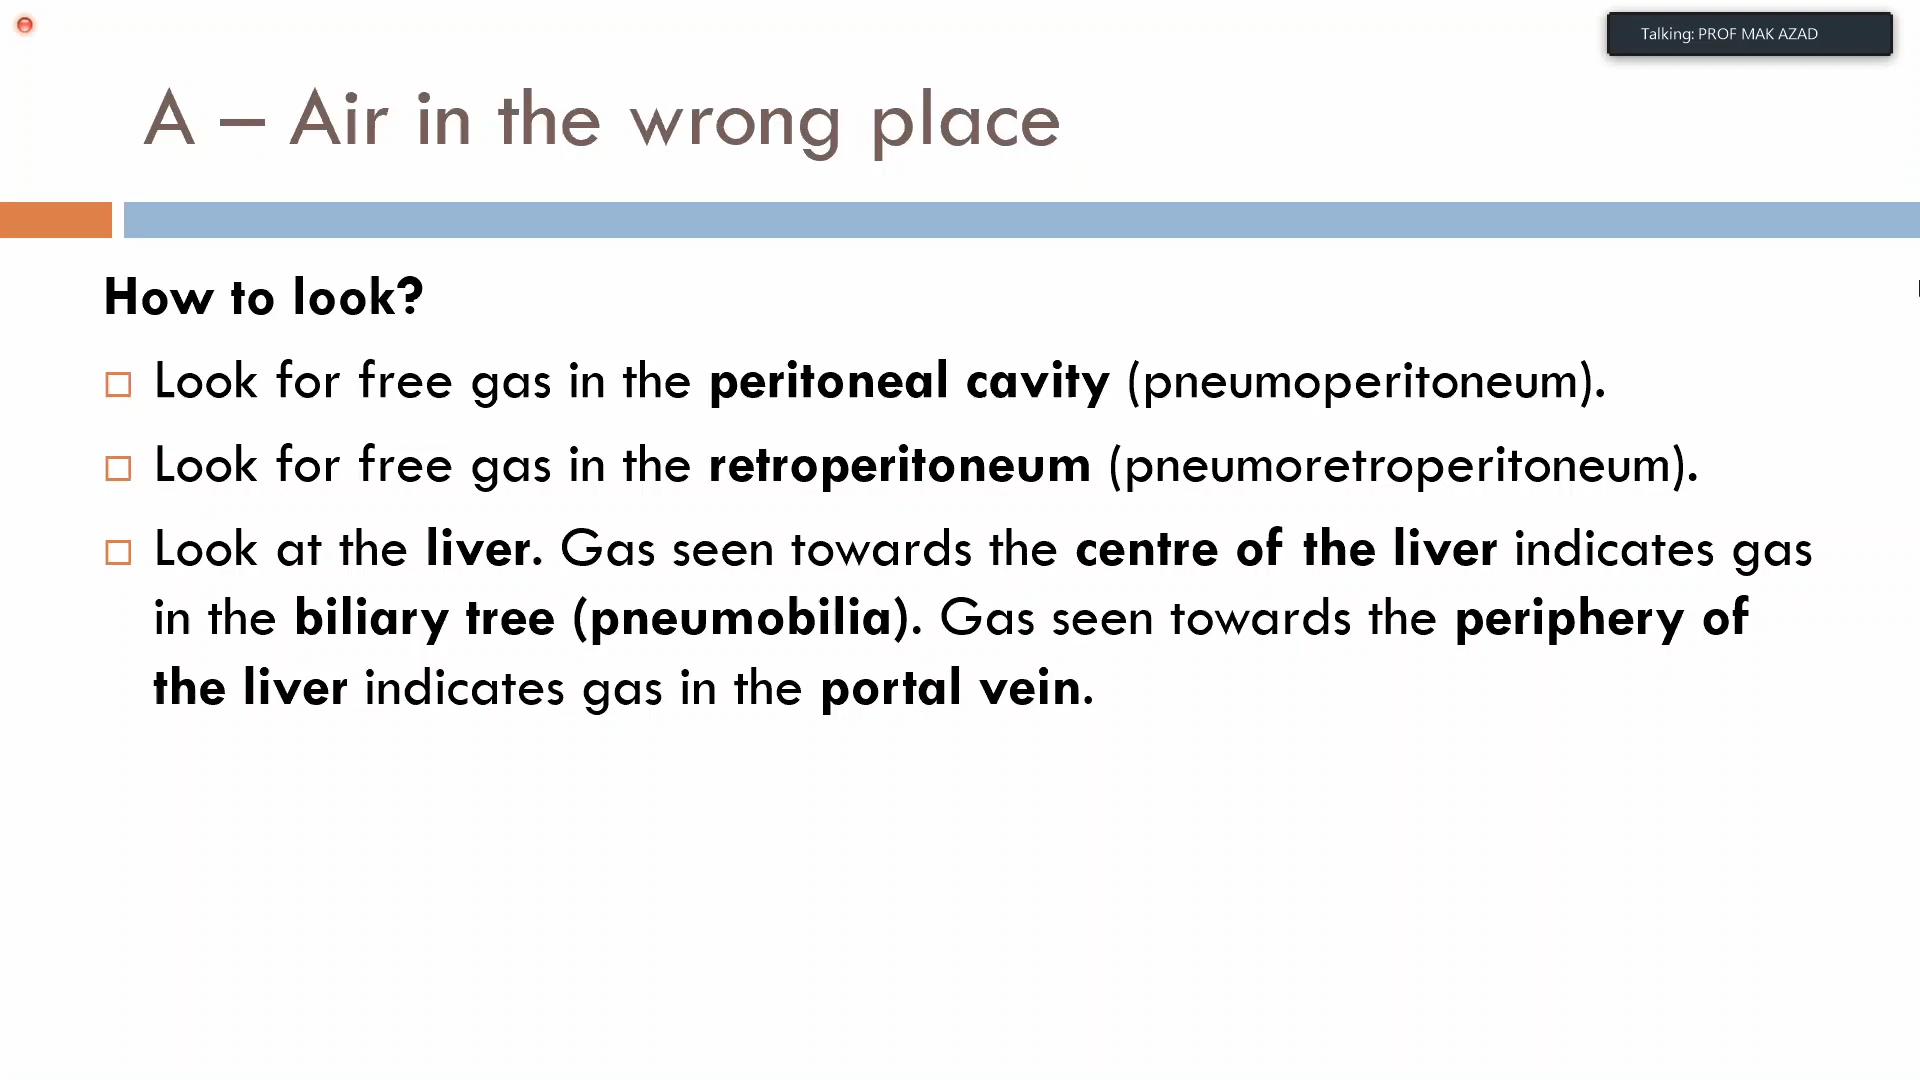 Talking: PROF MAK AZAD
A – Air in the wrong place
How to look?
Look for free gas in the peritoneal cavity (pneumoperitoneum).
Look for free gas in the retroperitoneum (pneumoretroperitoneum).
Look at the liver. Gas seen towards the centre of the liver indicates gas
in the biliary tree (pneumobilia). Gas seen towards the periphery of
the liver indicates gas in the portal vein.